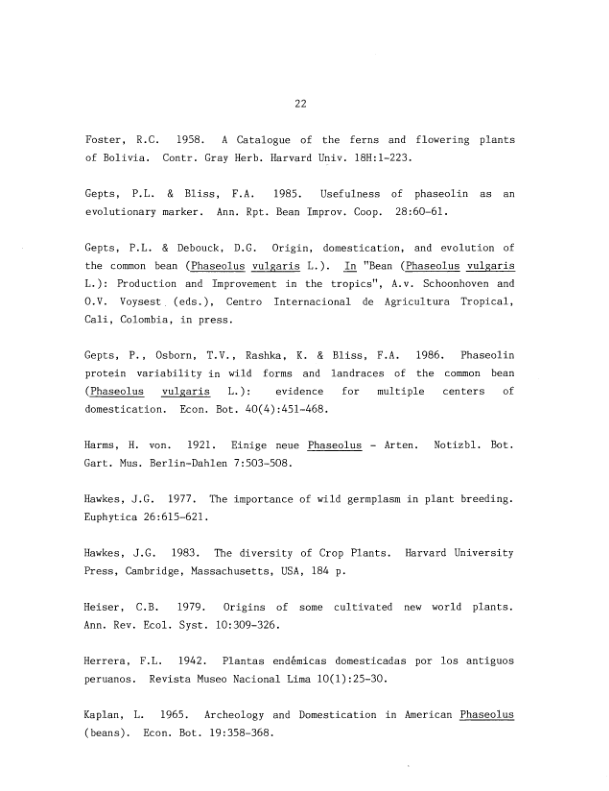 22
Foster, R.C. 1958. A Catalogue of the ferns and flowering plants
of Bolivia. Contr. Gray Herb. Harvard Univ. 18H:1-223.
Gepts, P.L. & Bliss, F.A. 1985. Usefulness of phaseolin as an
evolutionary marker. Ann. Rpt. Bean Improv. Coop. 28:60-61.
Gepts, P.L. & Debouck, D.G. Origin, domestication, and evolution of
the common bean (Phaseolus vulgaris L.). In "Bean (Phaseolus vulgaris
L.): Production and Improvement in the tropics", A.v. Schoonhoven and
O.V. Voysest (eds.), Centro Internacional de Agricultura Tropical,
Cali, Colombia, in press.
Gepts, P., Osborn, T.V., Rashka, K. & Bliss, F.A. 1986. Phaseolin
protein variability in wild forms and landraces of the common bean
(Phaseolus vulgaris L.): evidence for multiple centers of
domestication. Econ. Bot. 40(4):451-468.
Harms, H. von. 1921. Einige neue Phaseolus - Arten. Notizbl. Bot.
Gart. Mus. Berlin-Dahlen 7:503-508.
Hawkes, J.G. 1977. The importance of wild germplasm in plant breeding.
Euphytica 26:615-621.
Hawkes, J.G. 1983. The diversity of Crop Plants. Harvard University
Press, Cambridge, Massachusetts, USA, 184 p.
Heiser, C.B. 1979. Origins of some cultivated new world plants.
Ann. Rev. Ecol. Syst. 10:309-326.
Herrera, F.L. 1942. Plantas endémicas domesticadas por los antiguos
peruanos. Revista Museo Nacional Lima 10(1):25-30.
Kaplan, L. 1965. Archeology and Domestication in American Phaseolus
(beans). Econ. Bot. 19:358-368.